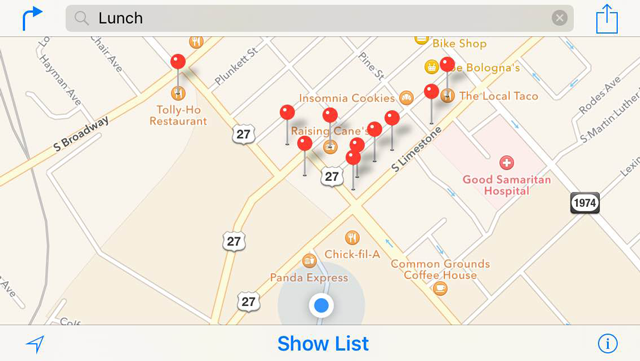 Lunch
Bike Shop
Joe Bologna's
Chair Ave
Plunkett St
Pine St
Hayman Ave
Insomnia Cookies
The Local Taco
Rodes Ave
Tolly-Ho
Restaurant
S Broadway
27
Raising Cane's
S Limestone
S Martin Luther
27
Good Samaritan
Hospital
1974
27
Chick-fil-A
Panda Express
Common Grounds
Coffee House
27
Show List